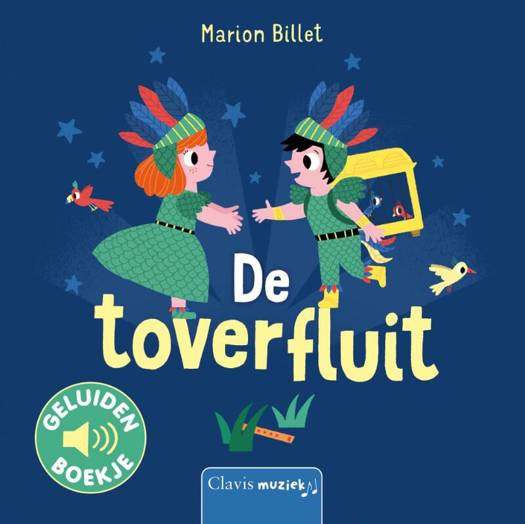 Marion Billet
De
toverfluit
GELUIDEN
BOEKJE
Clavis muziek